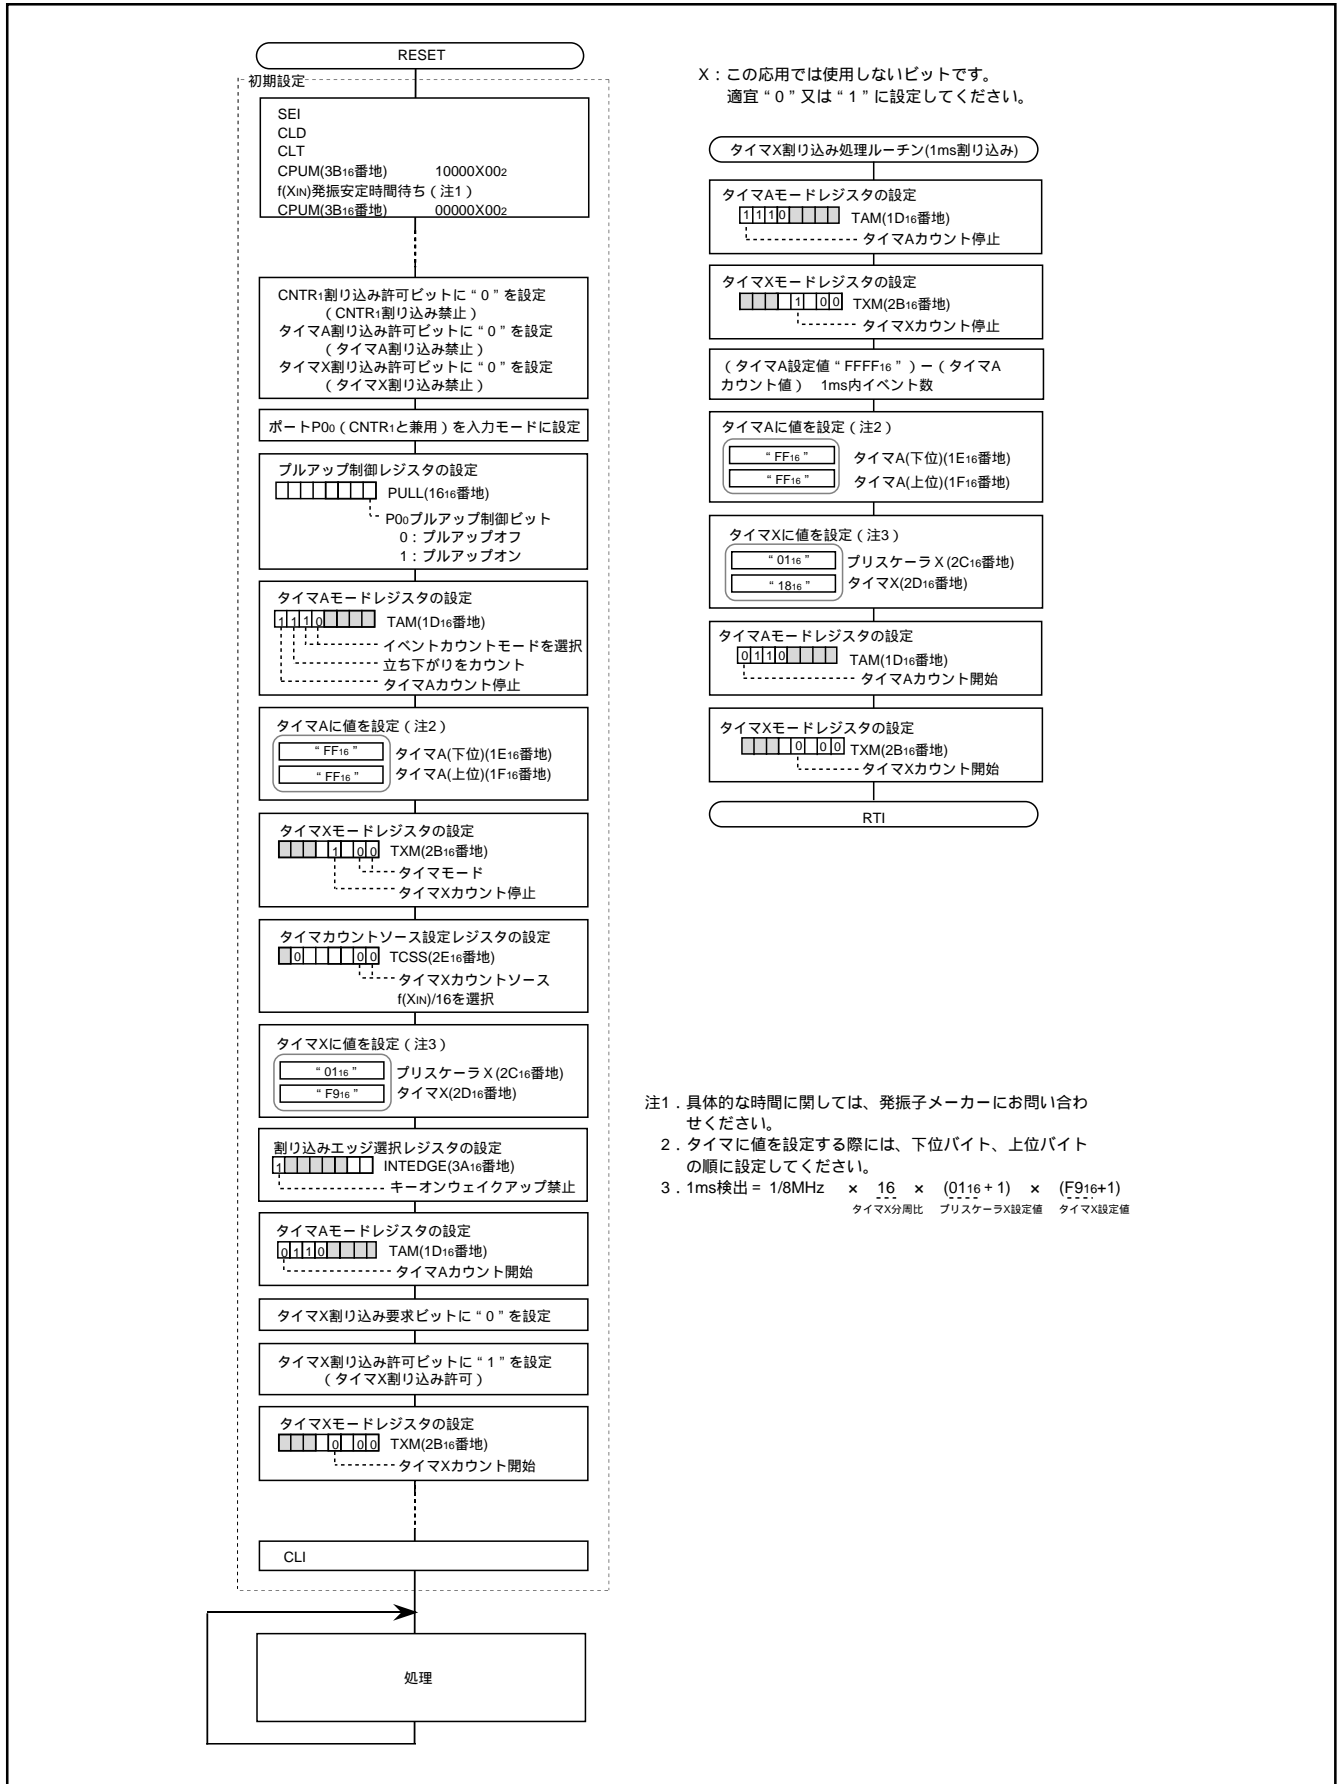 RESET
初期設定
SEI
CLD
CLT
CPUM(3B16番地) 10000X002
f(XIN)発振安定時間待ち（注1）
CPUM(3B16番地) 00000X002
CNTR1割り込み許可ビットに“0”を設定
（CNTR1割り込み禁止）
タイマA割り込み許可ビットに“0”を設定
（タイマA割り込み禁止）
タイマX割り込み許可ビットに“0”を設定
（タイマX割り込み禁止）
ポートP00（CNTR1と兼用）を入力モードに設定
プルアップ制御レジスタの設定
PULL(1616番地)
P00プルアップ制御ビット
0：プルアップオフ
1：プルアップオン
タイマAモードレジスタの設定
1110 TAM(1D16番地)
イベントカウントモードを選択
立ち下がりをカウント
タイマAカウント停止
タイマAに値を設定（注2）
“FF16” タイマA(下位)(1E16番地)
“FF16” タイマA(上位)(1F16番地)
タイマXモードレジスタの設定
1 00 TXM(2B16番地)
タイマモード
タイマXカウント停止
タイマカウントソース設定レジスタの設定
0 00 TCSS(2E16番地)
タイマXカウントソース
f(XIN)/16を選択
タイマXに値を設定（注3）
“0116” プリスケーラX(2C16番地)
“F916” タイマX(2D16番地)
割り込みエッジ選択レジスタの設定
1 INTEDGE(3A16番地)
キーオンウェイクアップ禁止
タイマAモードレジスタの設定
0110 TAM(1D16番地)
タイマAカウント開始
タイマX割り込み要求ビットに“0”を設定
タイマX割り込み許可ビットに“1”を設定
（タイマX割り込み許可）
タイマXモードレジスタの設定
0 00 TXM(2B16番地)
タイマXカウント開始
CLI
処理
X：この応用では使用しないビットです。
適宜“0”又は“1”に設定してください。
タイマX割り込み処理ルーチン(1ms割り込み)
タイマAモードレジスタの設定
1110 TAM(1D16番地)
タイマAカウント停止
タイマXモードレジスタの設定
1 00 TXM(2B16番地)
タイマXカウント停止
（タイマA設定値“FFFF16”）－（タイマA
カウント値） 1ms内イベント数
タイマAに値を設定（注2）
“FF16” タイマA(下位)(1E16番地)
“FF16” タイマA(上位)(1F16番地)
タイマXに値を設定（注3）
“0116” プリスケーラX(2C16番地)
“1816” タイマX(2D16番地)
タイマAモードレジスタの設定
0110 TAM(1D16番地)
タイマAカウント開始
タイマXモードレジスタの設定
0 00 TXM(2B16番地)
タイマXカウント開始
RTI
注1．具体的な時間に関しては、発振子メーカーにお問い合わ
せください。
2．タイマに値を設定する際には、下位バイト、上位バイト
の順に設定してください。
3．1ms検出 = 1/8MHz × 16 × (0116 + 1) × (F916+1)
タイマX分周比 プリスケーラX設定値 タイマX設定値